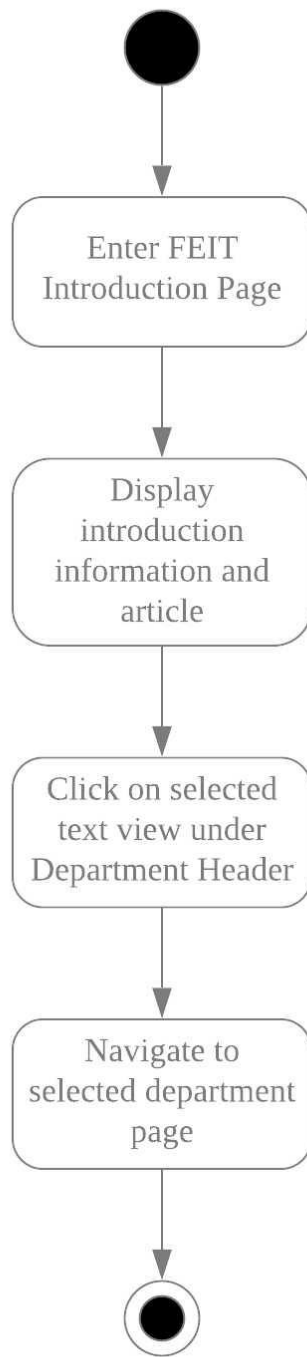 Enter FEIT
Introduction Page
Display
introduction
information and
article
Click on selected
text view under
Department Header
Navigate to
selected department
page